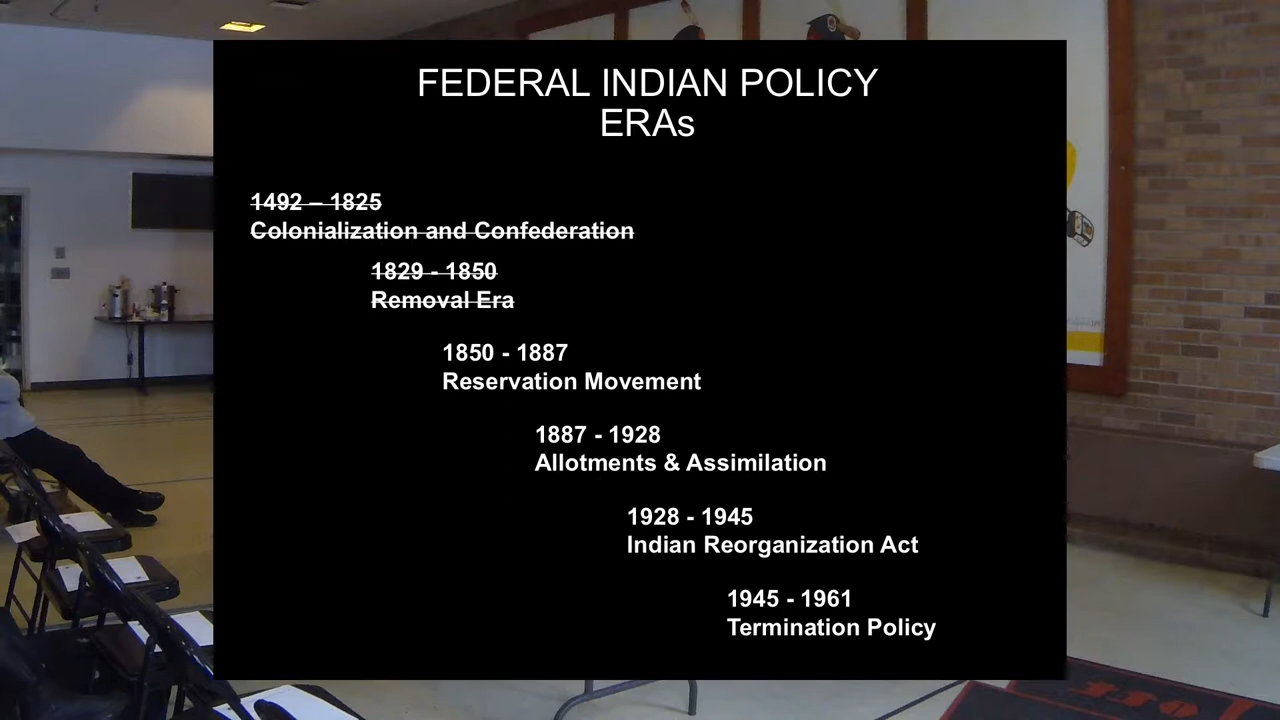 FEDERAL INDIAN POLICY
ERAs
1492 – 1825
Colonialization and Confederation
1829 - 1850
Removal Era
1850 - 1887
Reservation Movement
1887 - 1928
Allotments & Assimilation
1928 - 1945
Indian Reorganization Act
1945 - 1961
Termination Policy